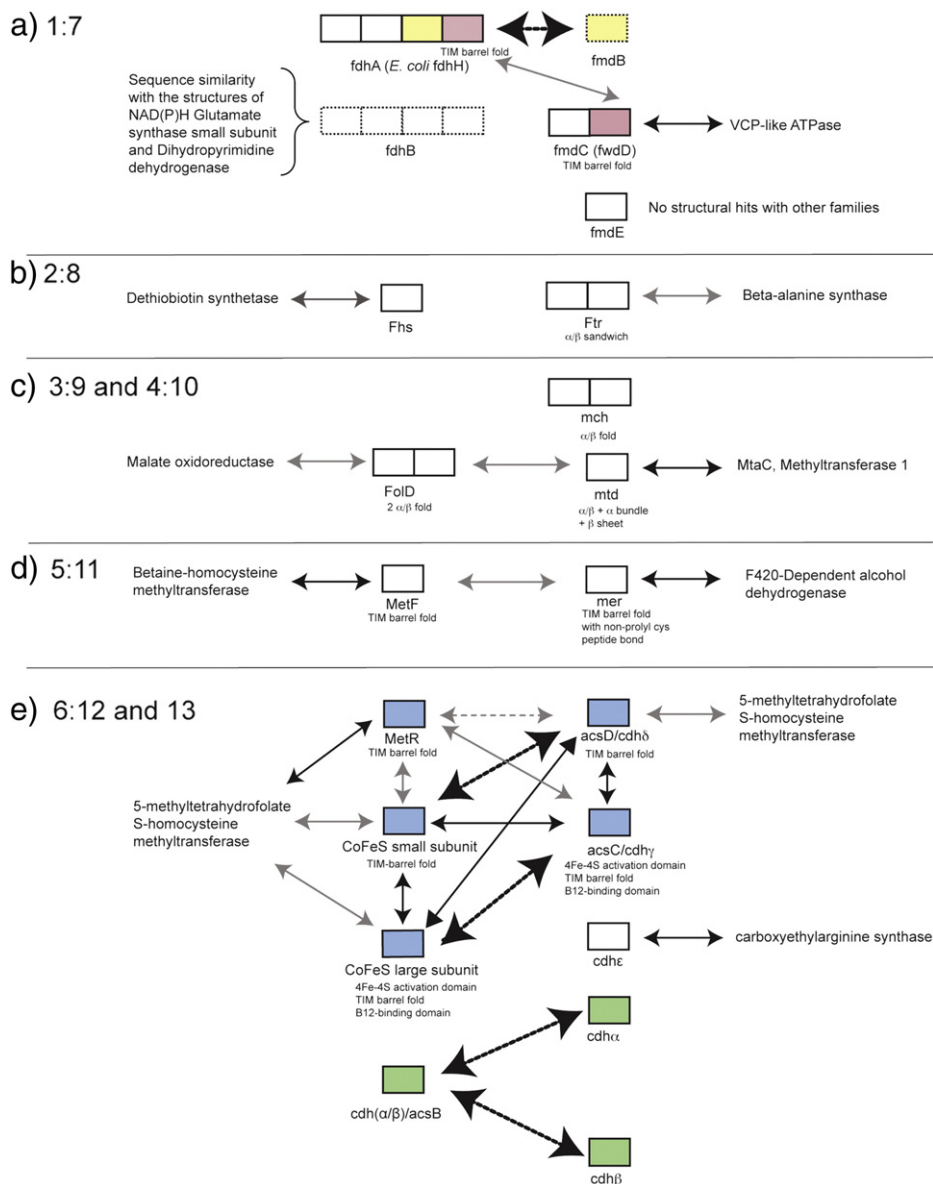 a) 1:7
TIM barrel fold
fdhA (E. coli fdhH)
fmdB
Sequence similarity
with the structures of
NAD(P)H Glutamate
synthase small subunit
and Dihydropyrimidine
dehydrogenase
fdhB
fmdC (fwdD)
TIM barrel fold
VCP-like ATPase
fmdE
No structural hits with other families
b) 2:8
Dethiobiotin synthetase
Fhs
Ftr
α/β sandwich
Beta-alanine synthase
c) 3:9 and 4:10
mch
α/β fold
Malate oxidoreductase
FolD
2 α/β fold
mtd
α/β + α bundle
+ β sheet
MtaC, Methyltransferase 1
d) 5:11
Betaine-homocysteine
methyltransferase
MetF
TIM barrel fold
mer
TIM barrel fold
with non-prolyl cys
peptide bond
F420-Dependent alcohol
dehydrogenase
e) 6:12 and 13
MetR
TIM barrel fold
acsD/cdhδ
TIM barrel fold
5-methyltetrahydrofolate
S-homocysteine
methyltransferase
5-methyltetrahydrofolate
S-homocysteine
methyltransferase
CoFeS small subunit
TIM-barrel fold
acsC/cdhγ
4Fe-4S activation domain
TIM barrel fold
B12-binding domain
CoFeS large subunit
4Fe-4S activation domain
TIM barrel fold
B12-binding domain
cdhε
carboxyethylarginine synthase
cdhα
cdh(α/β)/acsB
cdhβ